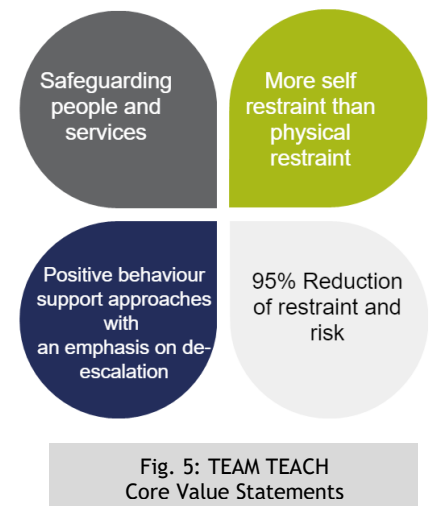 Safeguarding
people and
services
More self
restraint than
physical
restraint
Positive behaviour
support approaches
with
an emphasis on de-
escalation
95% Reduction
of restraint and
risk
Fig. 5: TEAM TEACH
Core Value Statements